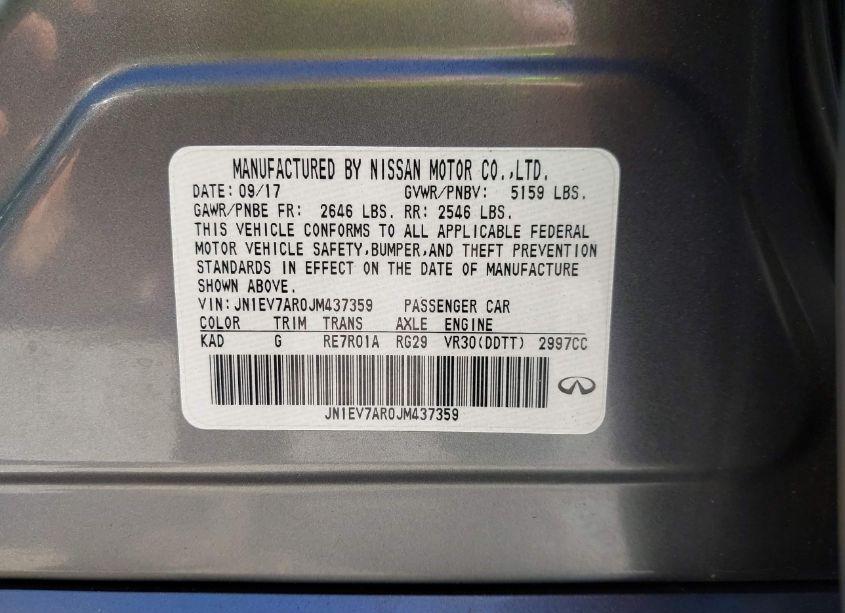 MANUFACTURED BY NISSAN MOTOR CO.,LTD.
DATE: 09/17 GVWR/PNBV: 5159 LBS.
GAWR/PNBE FR: 2646 LBS. RR: 2546 LBS.
THIS VEHICLE CONFORMS TO ALL APPLICABLE FEDERAL
MOTOR VEHICLE SAFETY,BUMPER,AND THEFT PREVENTION
STANDARDS IN EFFECT ON THE DATE OF MANUFACTURE
SHOWN ABOVE.
VIN: JN1EV7AR0JM437359 PASSENGER CAR
COLOR TRIM TRANS AXLE ENGINE
KAD G RE7R01A RG29 VR30(DDTT) 2997CC
JN1EV7AR0JM437359